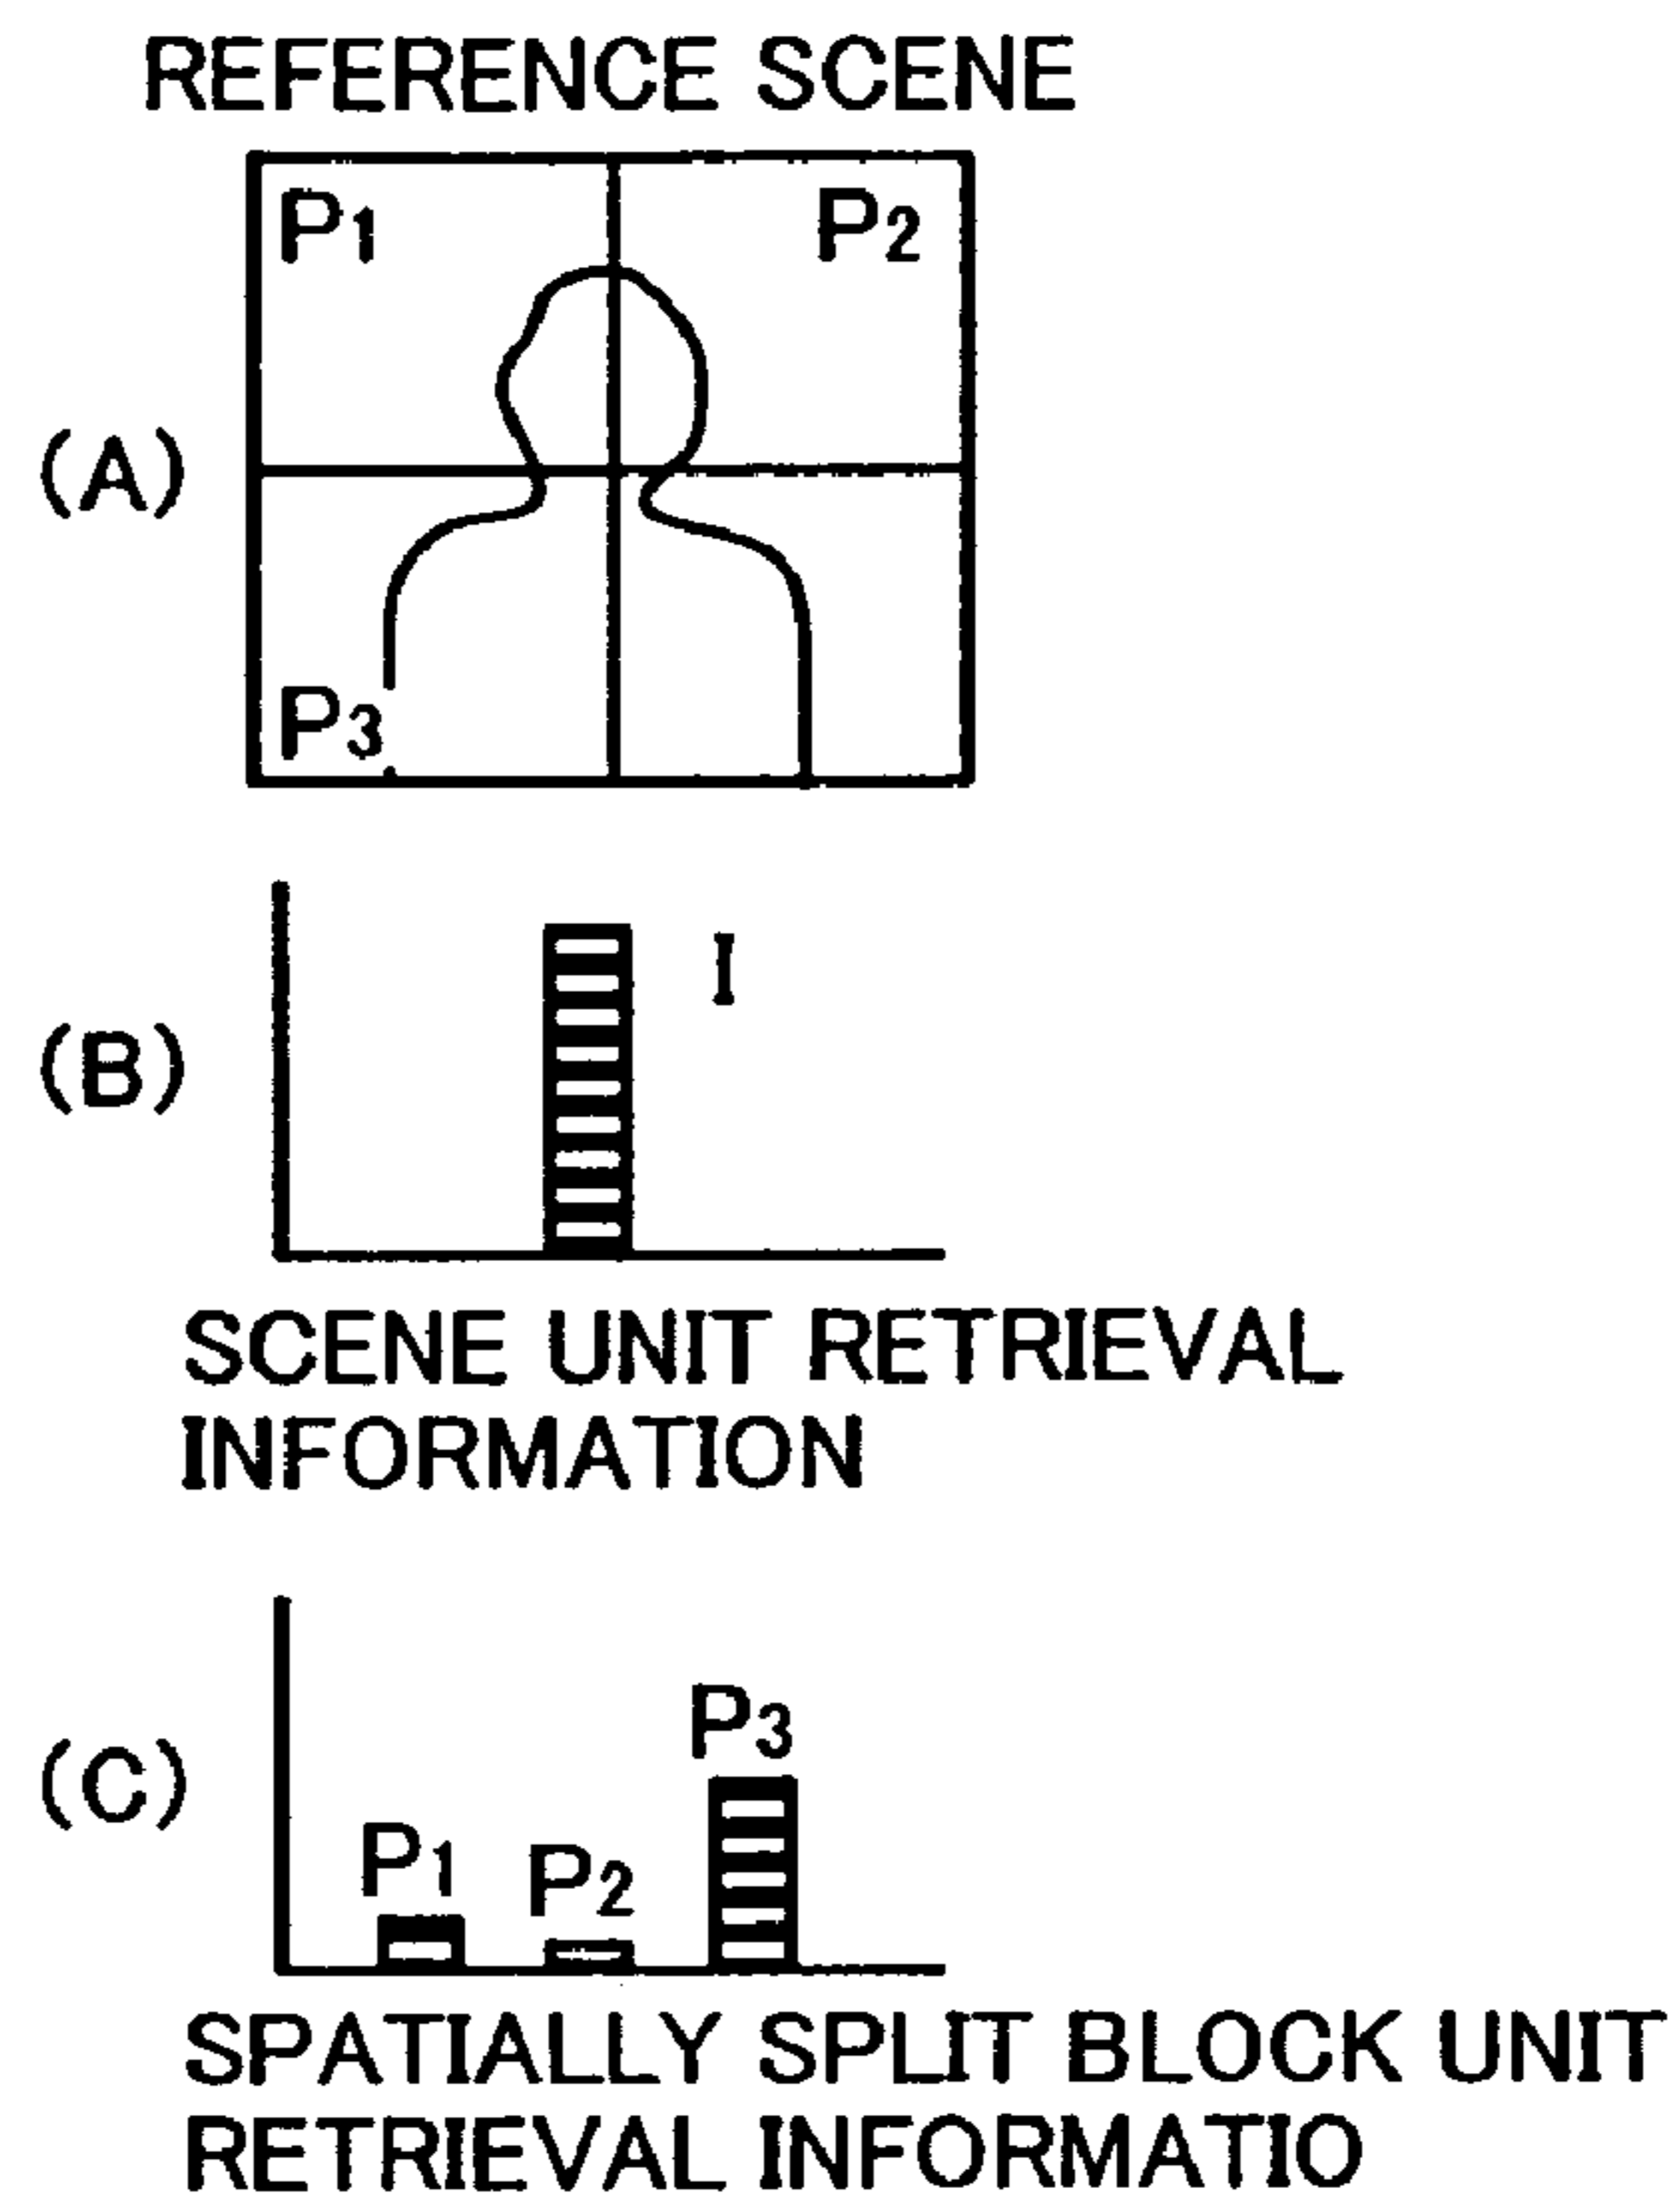 REFERENCE SCENE
P1 P2
(A)
P3
(B) I
SCENE UNIT RETRIEVAL
INFORMATION
P3
(C)
P1 P2
SPATIALLY SPLIT BLOCK UNIT
RETRIEVAL INFORMATIO